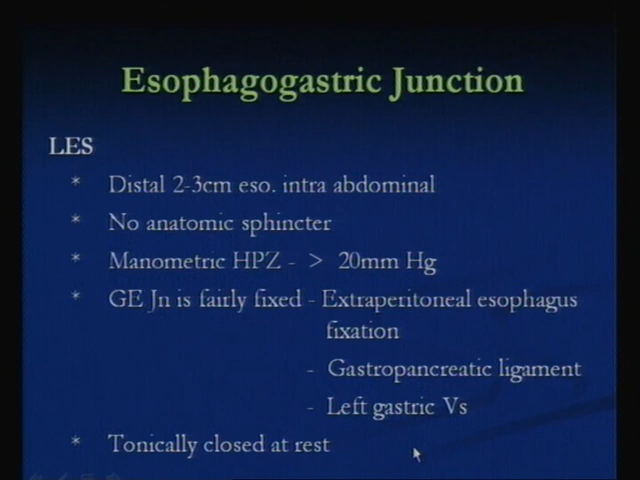 Esophagogastric Junction
LES
* Distal 2-3cm eso. intra abdominal
* No anatomic sphincter
* Manometric HPZ - > 20mm Hg
* GE Jn is fairly fixed - Extraperitoneal esophagus
fixation
- Gastropancreatic ligament
- Left gastric Vs
* Tonically closed at rest